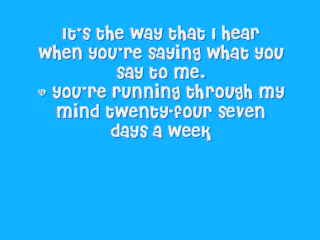 It's the way that I hear
when you're saying what you
say to me.
@ you're running through my
mind twenty-four seven
days a week